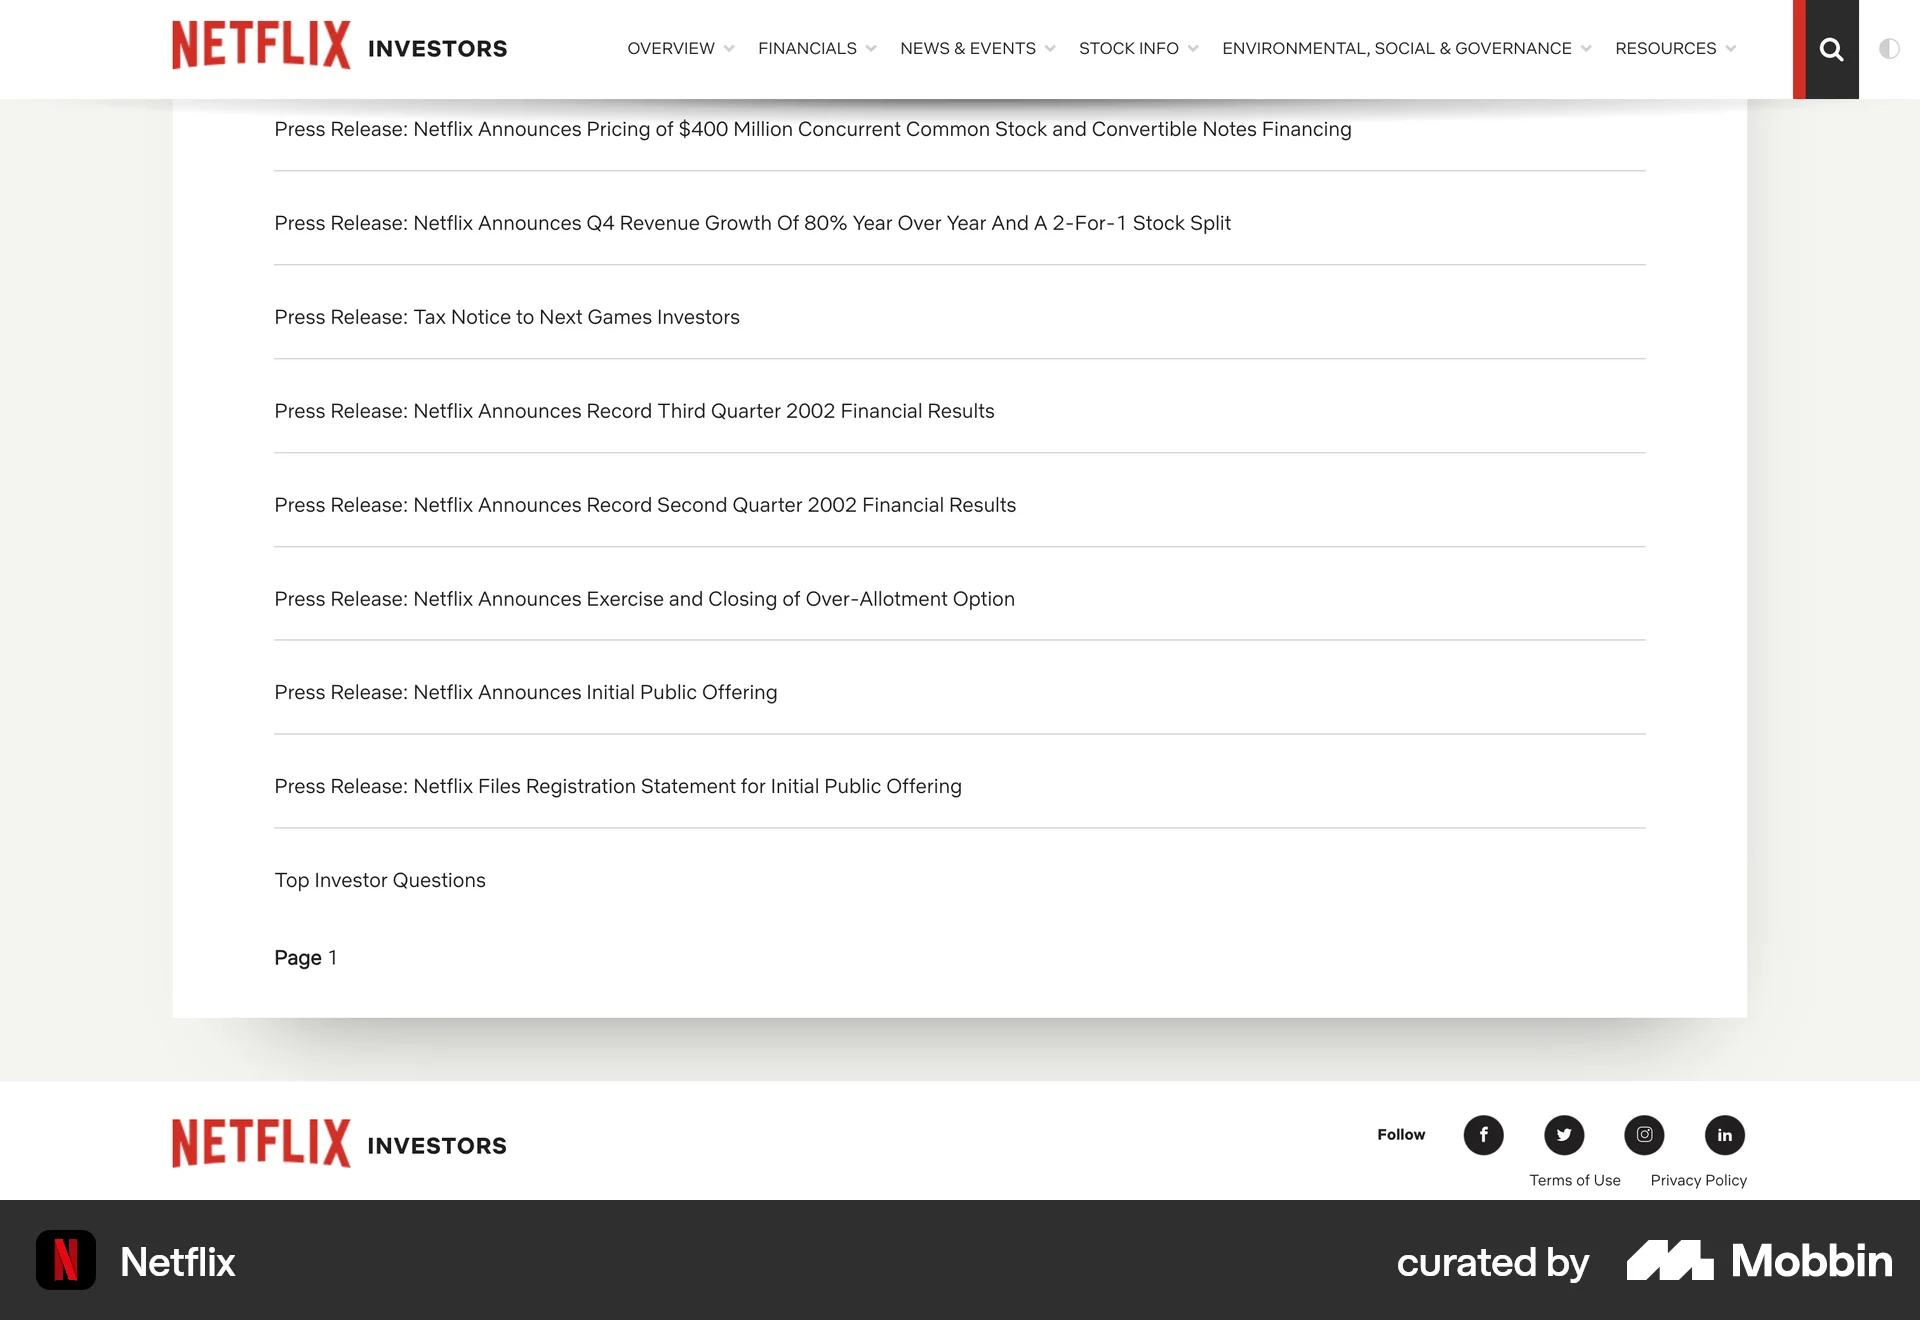 NETFLIX INVESTORS
OVERVIEW FINANCIALS NEWS & EVENTS STOCK INFO ENVIRONMENTAL, SOCIAL & GOVERNANCE RESOURCES
Press Release: Netflix Announces Pricing of $400 Million Concurrent Common Stock and Convertible Notes Financing
Press Release: Netflix Announces Q4 Revenue Growth Of 80% Year Over Year And A 2-For-1 Stock Split
Press Release: Tax Notice to Next Games Investors
Press Release: Netflix Announces Record Third Quarter 2002 Financial Results
Press Release: Netflix Announces Record Second Quarter 2002 Financial Results
Press Release: Netflix Announces Exercise and Closing of Over-Allotment Option
Press Release: Netflix Announces Initial Public Offering
Press Release: Netflix Files Registration Statement for Initial Public Offering
Top Investor Questions
Page 1
NETFLIX INVESTORS
Follow
Terms of Use Privacy Policy
Netflix
curated by Mobbin